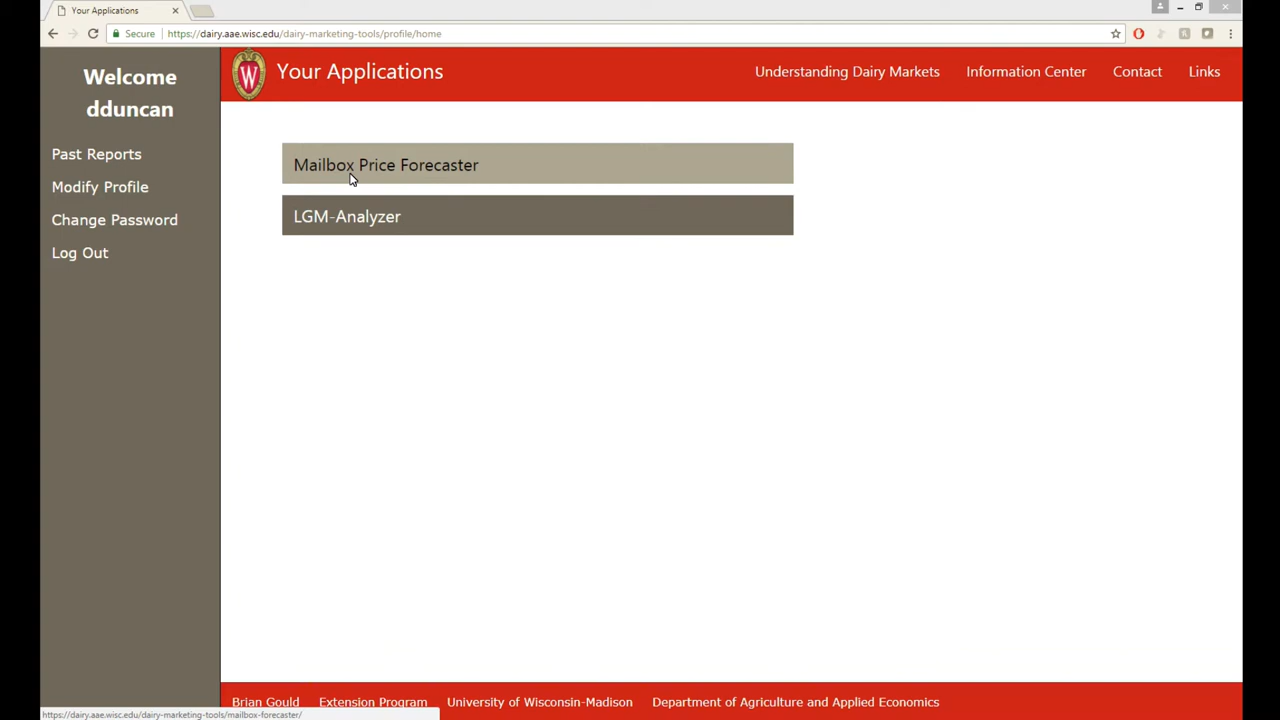 Your Applications
Secure https://dairy.aae.wisc.edu/dairy-marketing-tools/profile/home
Welcome
dduncan
Past Reports
Modify Profile
Change Password
Log Out
W Your Applications Understanding Dairy Markets Information Center Contact Links
Mailbox Price Forecaster
LGM-Analyzer
Brian Gould Extension Program University of Wisconsin-Madison Department of Agriculture and Applied Economics
https://dairy.aae.wisc.edu/dairy-marketing-tools/mailbox-forecaster/